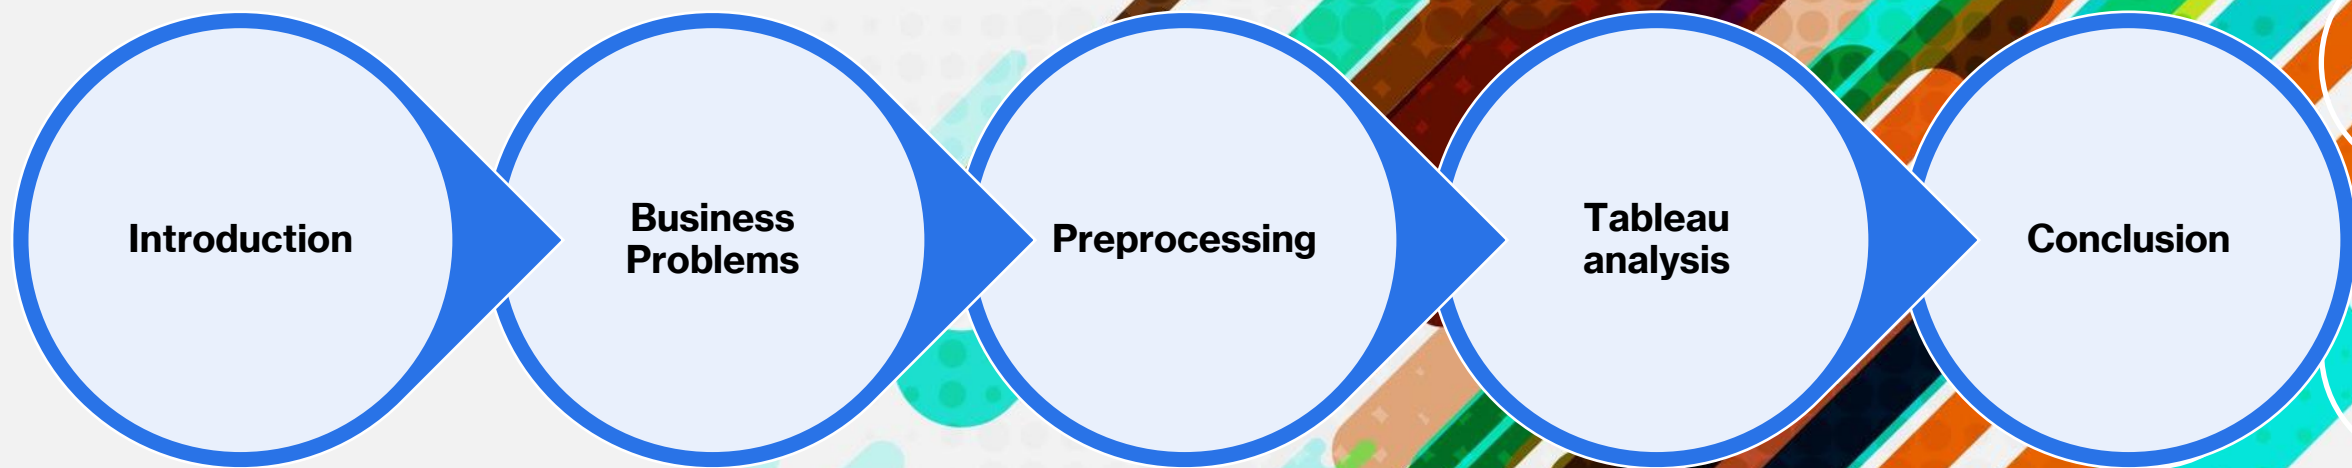 Introduction
Business
Problems
Preprocessing
Tableau
analysis
Conclusion